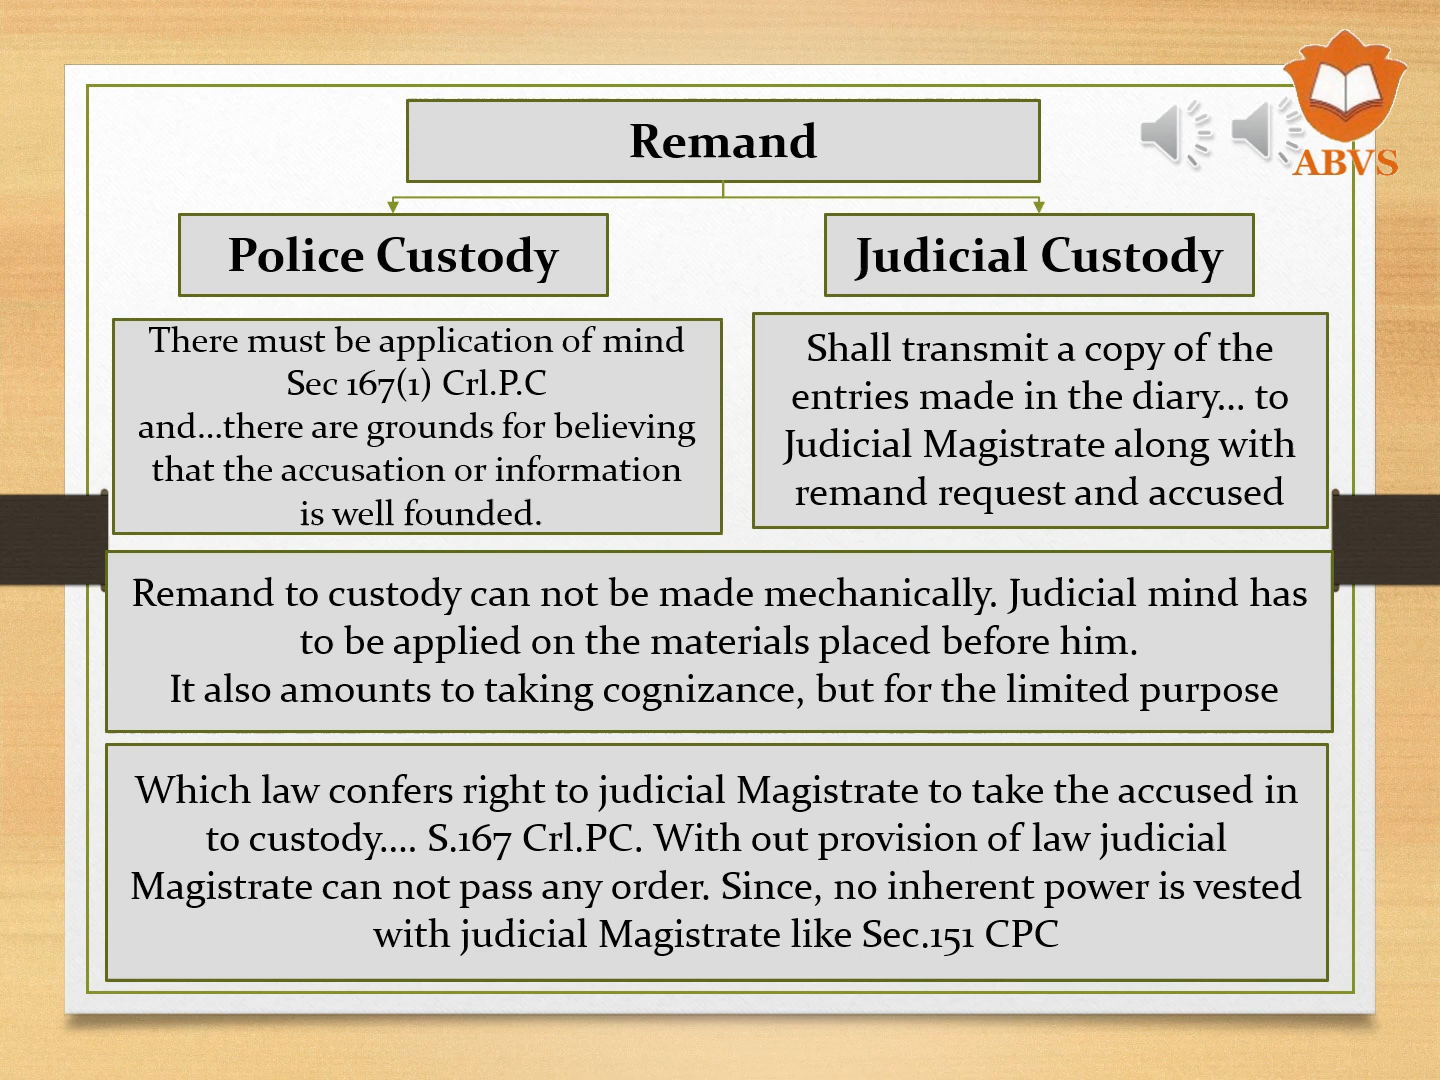 Remand
ABVS
Police Custody
Judicial Custody
There must be application of mind
Sec 167(1) Crl.P.C
and...there are grounds for believing
that the accusation or information
is well founded.
Shall transmit a copy of the
entries made in the diary... to
Judicial Magistrate along with
remand request and accused
Remand to custody can not be made mechanically. Judicial mind has
to be applied on the materials placed before him.
It also amounts to taking cognizance, but for the limited purpose
Which law confers right to judicial Magistrate to take the accused in
to custody.... S.167 Crl.PC. With out provision of law judicial
Magistrate can not pass any order. Since, no inherent power is vested
with judicial Magistrate like Sec.151 CPC